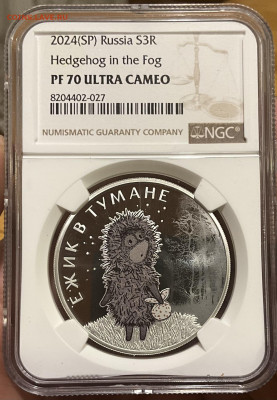 2024(SP) Russia S3R
Hedgehog in the Fog
PF 70 ULTRA CAMEO
8204402-027
NUMISMATIC GUARANTY COMPANY
NGC®
ЁЖИК В ТУМАНЕ